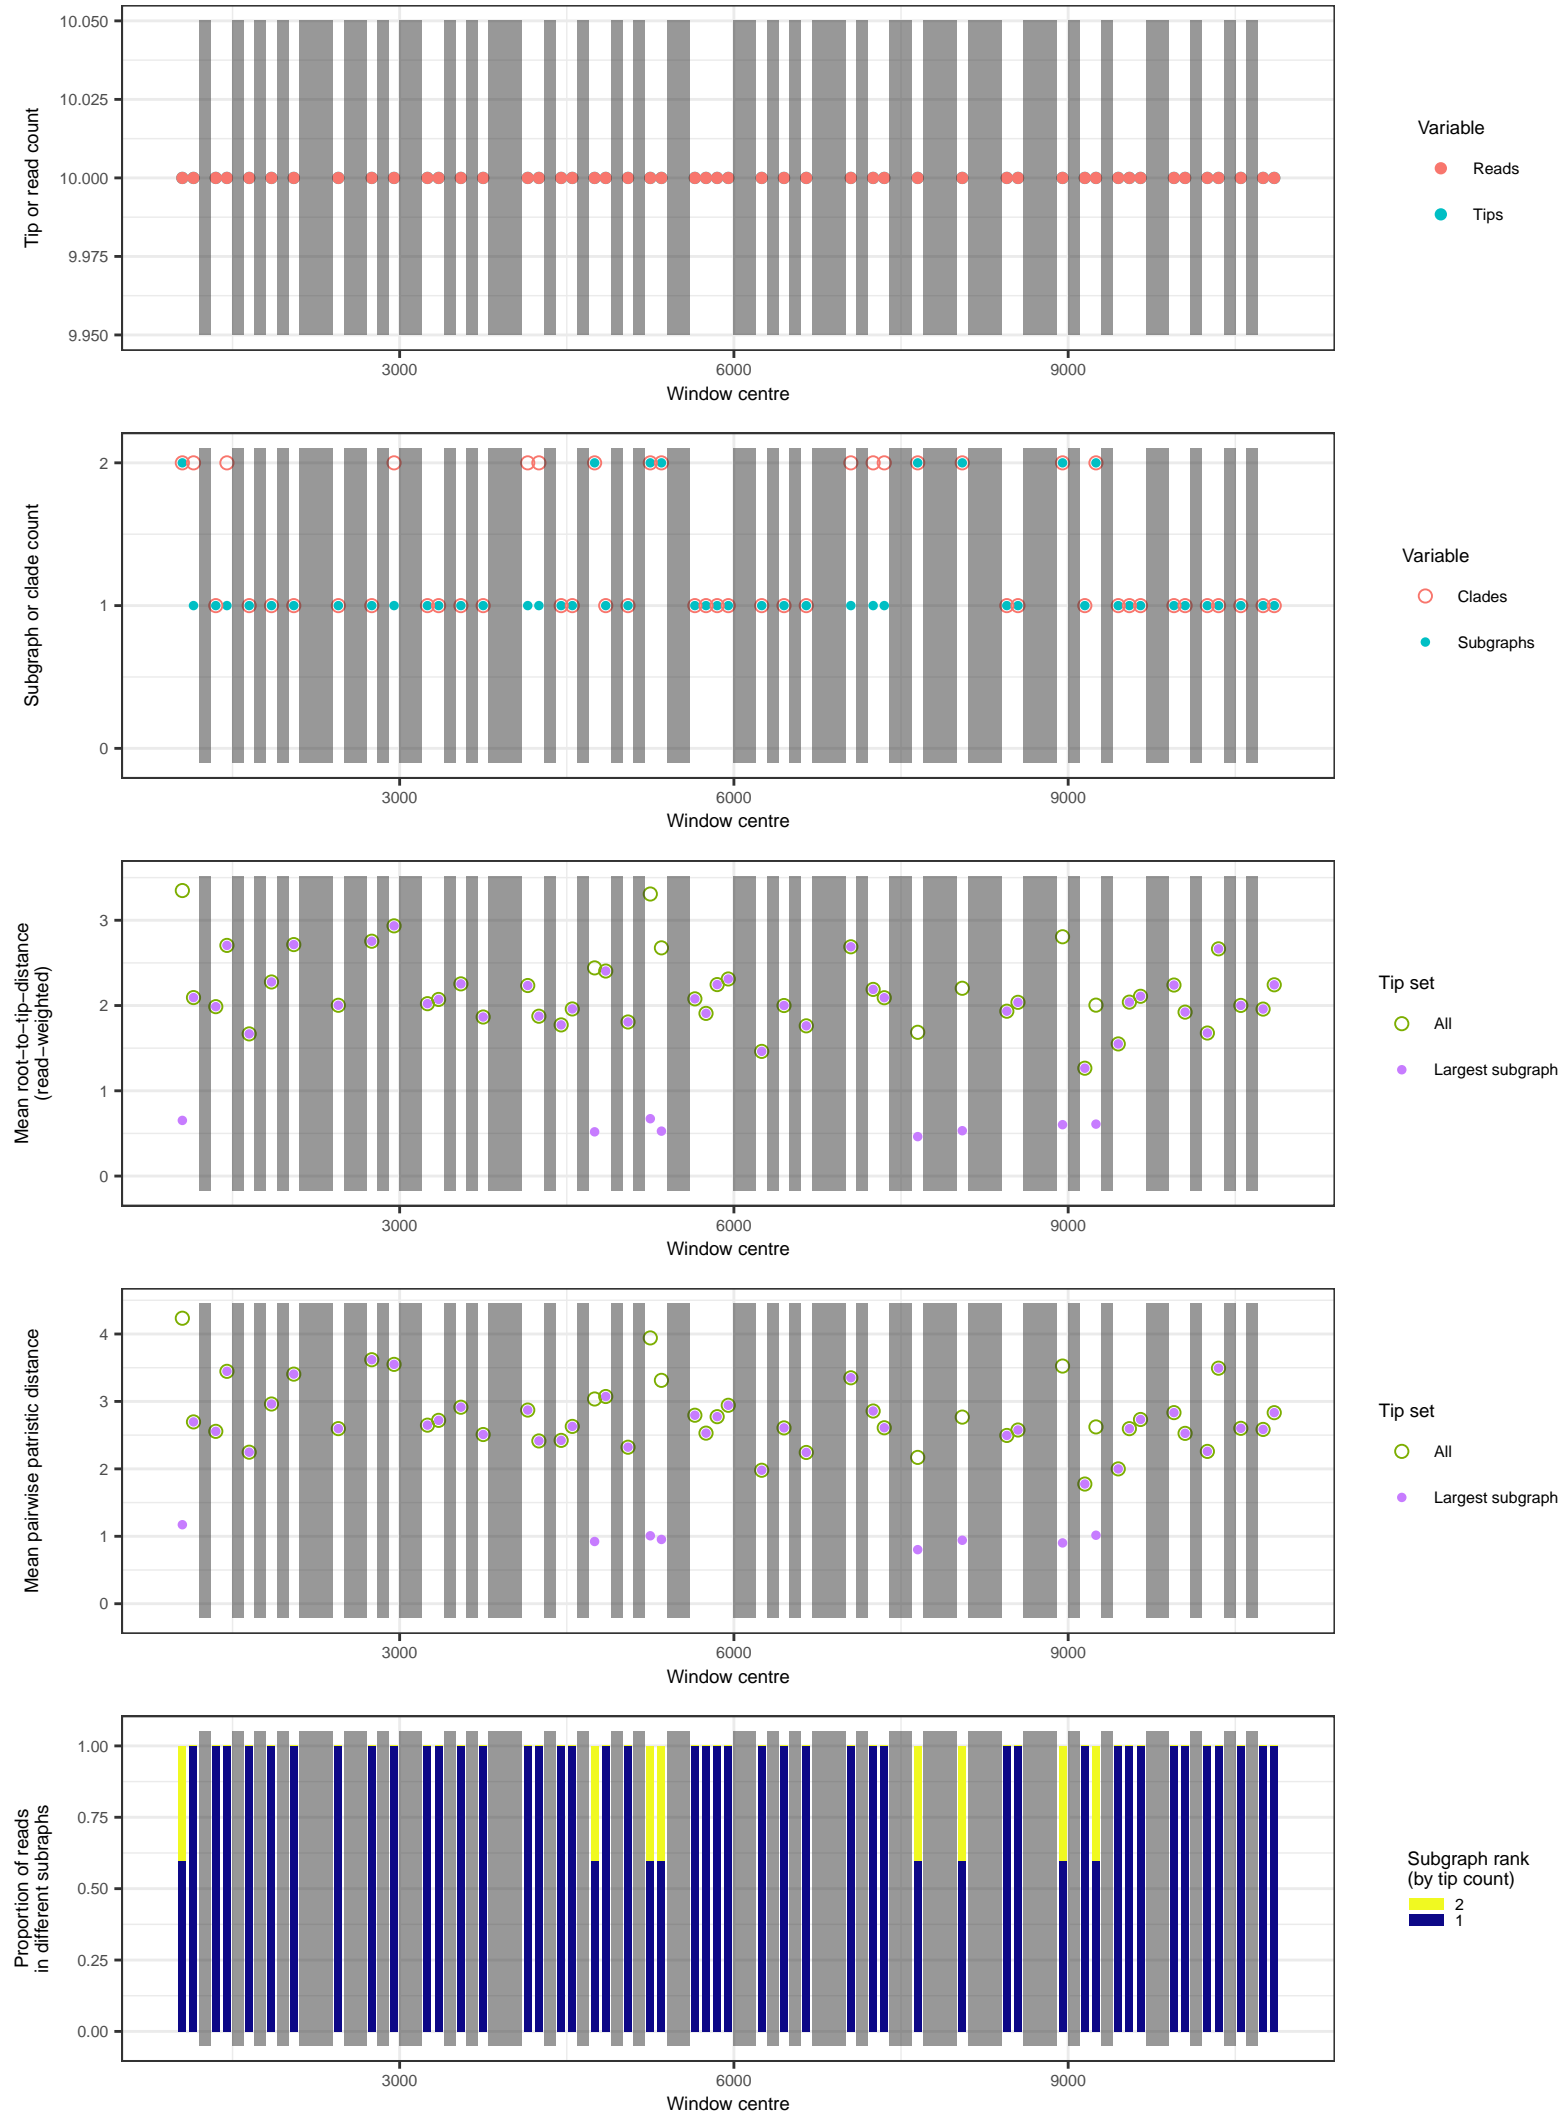 10.050
10.025
10.000
9.975
9.950
Tip or read count
3000
6000
9000
Window centre
Variable
Reads
Tips
2
1
0
Subgraph or clade count
3000
6000
9000
Window centre
Variable
Clades
Subgraphs
3
2
1
0
Mean root−to−tip−distance
(read−weighted)
3000
6000
9000
Window centre
Tip set
All
Largest subgraph
4
3
2
1
0
Mean pairwise patristic distance
3000
6000
9000
Window centre
Tip set
All
Largest subgraph
1.00
0.75
0.50
0.25
0.00
Proportion of reads
in different subraphs
3000
6000
9000
Window centre
Subgraph rank
(by tip count)
2
1